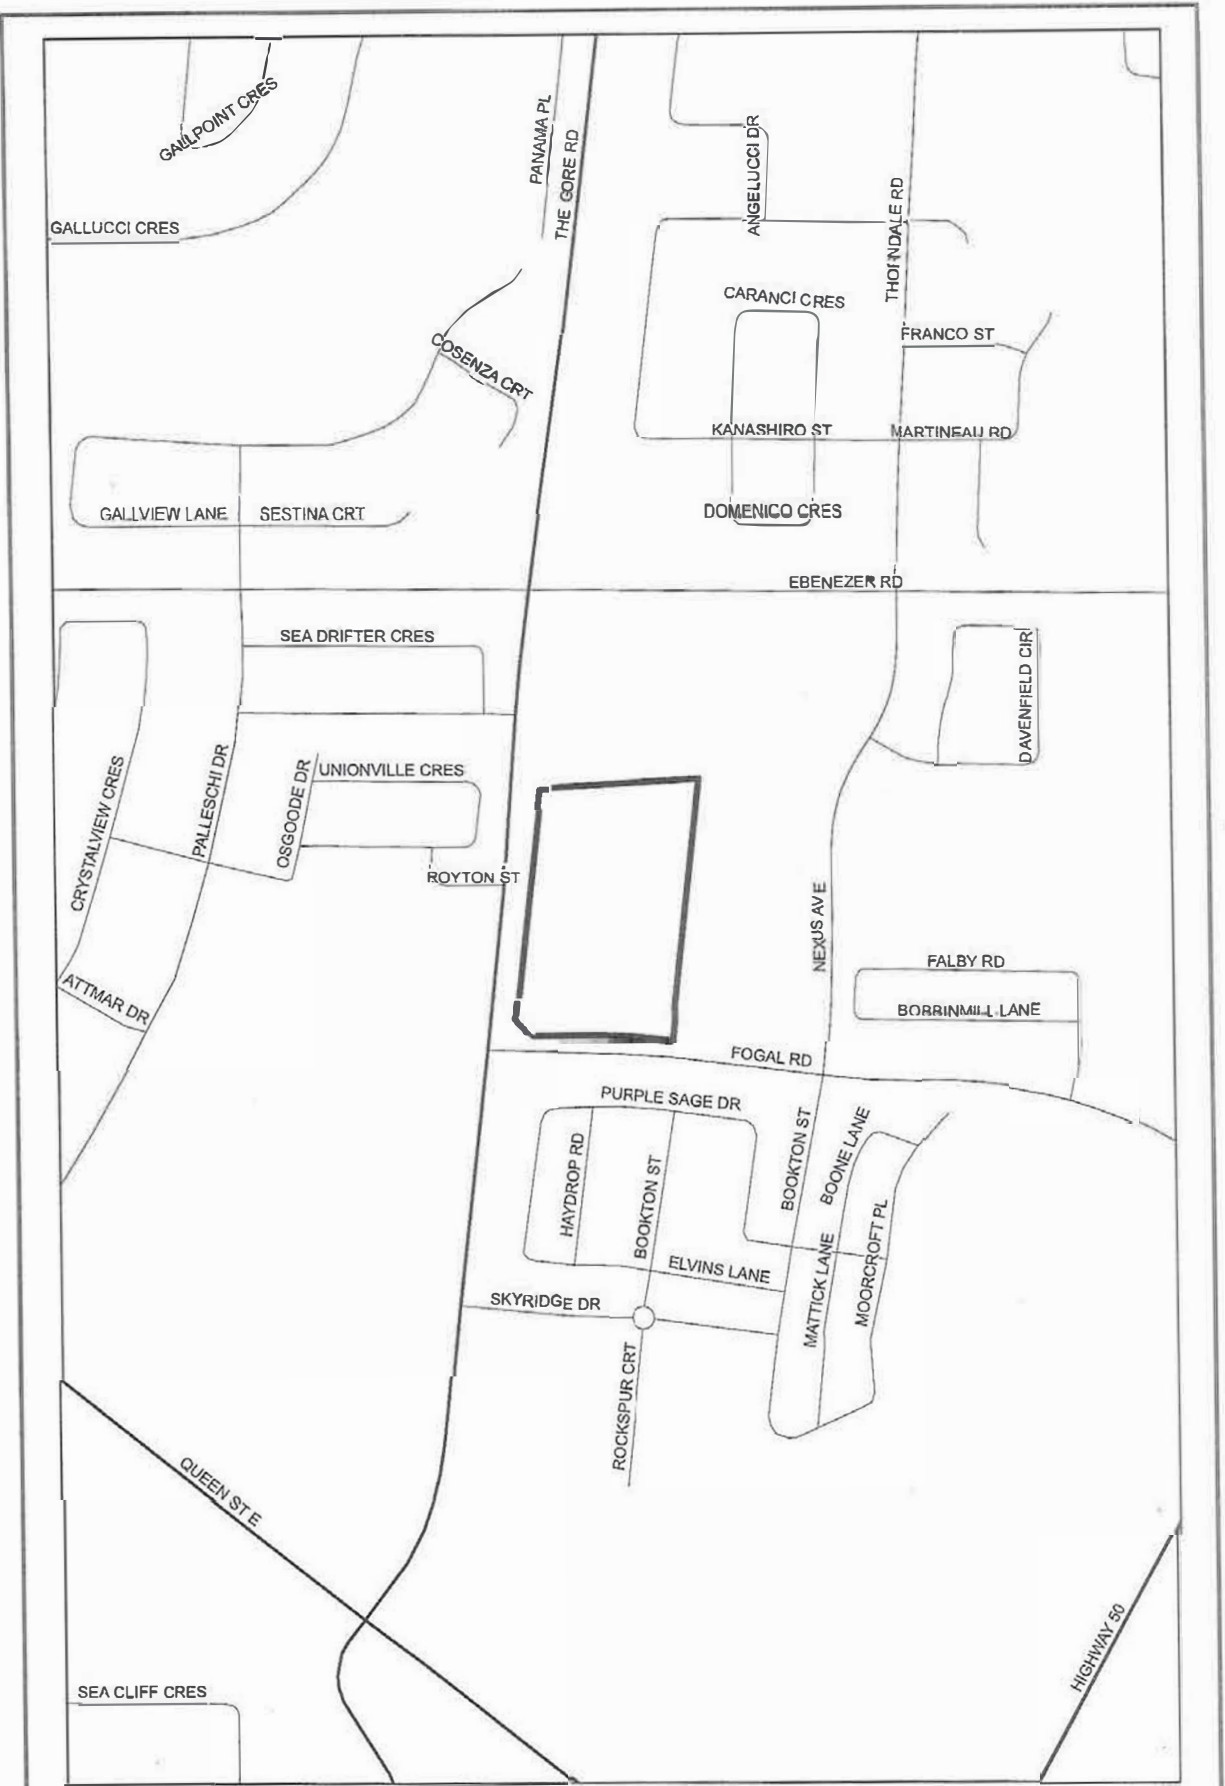 GALLPOINT CRES
PANAMA PL
THE GORE RD
ANGELUCCI DR
THORNDALE RD
GALLUCCI CRES
CARANCI CRES
FRANCO ST
COSENZA CRT
KANASHIRO ST
MARTINEAU RD
GALLVIEW LANE
SESTINA CRT
DOMENICO CRES
EBENEZER RD
SEA DRIFTER CRES
DAVENFIELD CIR
CRYSTALVIEW CRES
PALLESCHI DR
OSGOODE DR
UNIONVILLE CRES
ROYTON ST
NEXUS AVE
FALBY RD
BOBBINMILL LANE
ATTMAR DR
FOGAL RD
PURPLE SAGE DR
HAYDROP RD
BOOKTON ST
BOOKTON ST
BOONE LANE
ELVINS LANE
MATTICK LANE
MOORCROFT PL
SKYRIDGE DR
ROCKSPUR CRT
QUEEN ST E
HIGHWAY 50
SEA CLIFF CRES